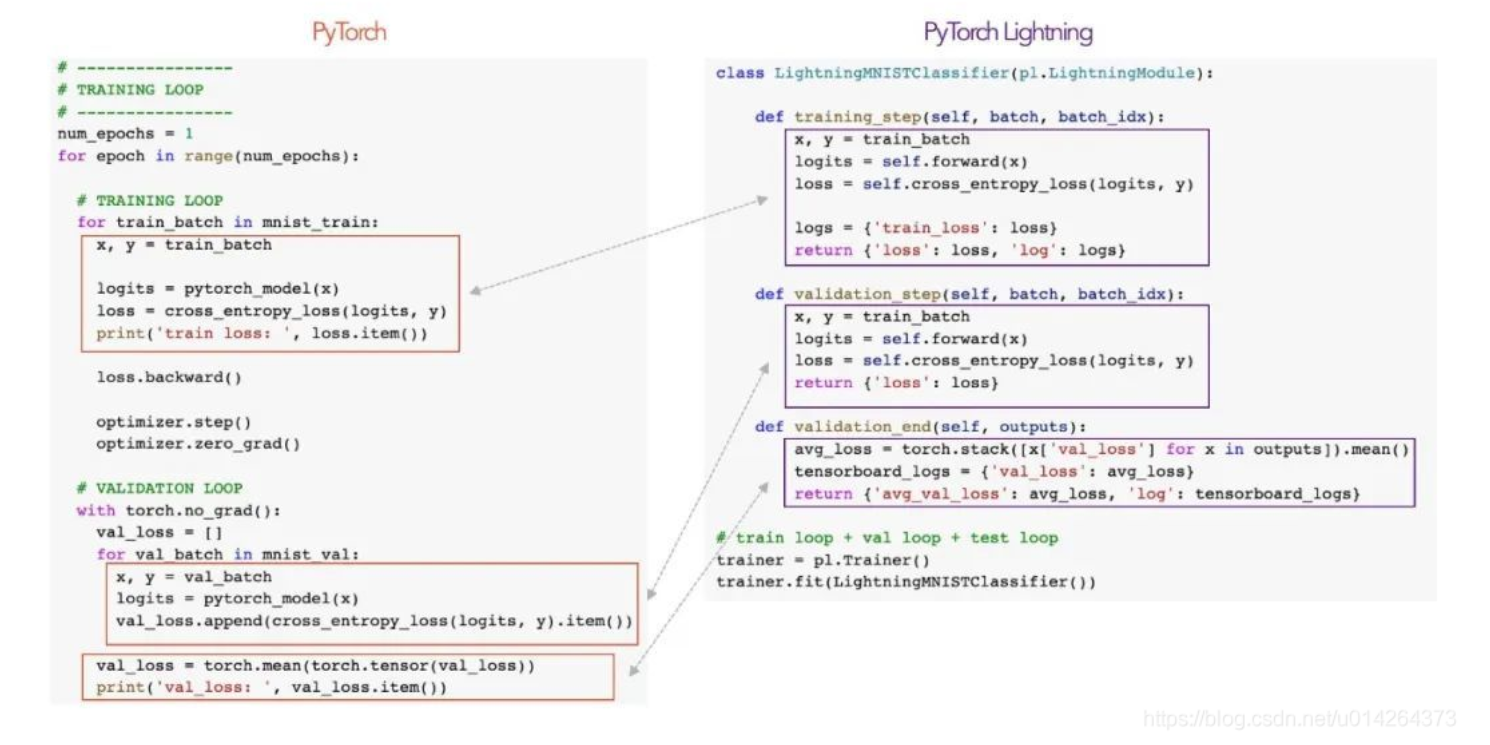 PyTorch
# ----------------
# TRAINING LOOP
# ----------------
num_epochs = 1
for epoch in range(num_epochs):
# TRAINING LOOP
for train_batch in mnist_train:
x, y = train_batch
logits = pytorch_model(x)
loss = cross_entropy_loss(logits, y)
print('train loss: ', loss.item())
loss.backward()
optimizer.step()
optimizer.zero_grad()
# VALIDATION LOOP
with torch.no_grad():
val_loss = []
for val_batch in mnist_val:
x, y = val_batch
logits = pytorch_model(x)
val_loss.append(cross_entropy_loss(logits, y).item())
val_loss = torch.mean(torch.tensor(val_loss))
print('val_loss: ', val_loss.item())
PyTorch Lightning
class LightningMNISTClassifier(pl.LightningModule):
def training_step(self, batch, batch_idx):
x, y = train_batch
logits = self.forward(x)
loss = self.cross_entropy_loss(logits, y)
logs = {'train_loss': loss}
return {'loss': loss, 'log': logs}
def validation_step(self, batch, batch_idx):
x, y = train_batch
logits = self.forward(x)
loss = self.cross_entropy_loss(logits, y)
return {'loss': loss}
def validation_end(self, outputs):
avg_loss = torch.stack([x['val_loss'] for x in outputs]).mean()
tensorboard_logs = {'val_loss': avg_loss}
return {'avg_val_loss': avg_loss, 'log': tensorboard_logs}
# train loop + val loop + test loop
trainer = pl.Trainer()
trainer.fit(LightningMNISTClassifier())
https://blog.csdn.net/u014264373